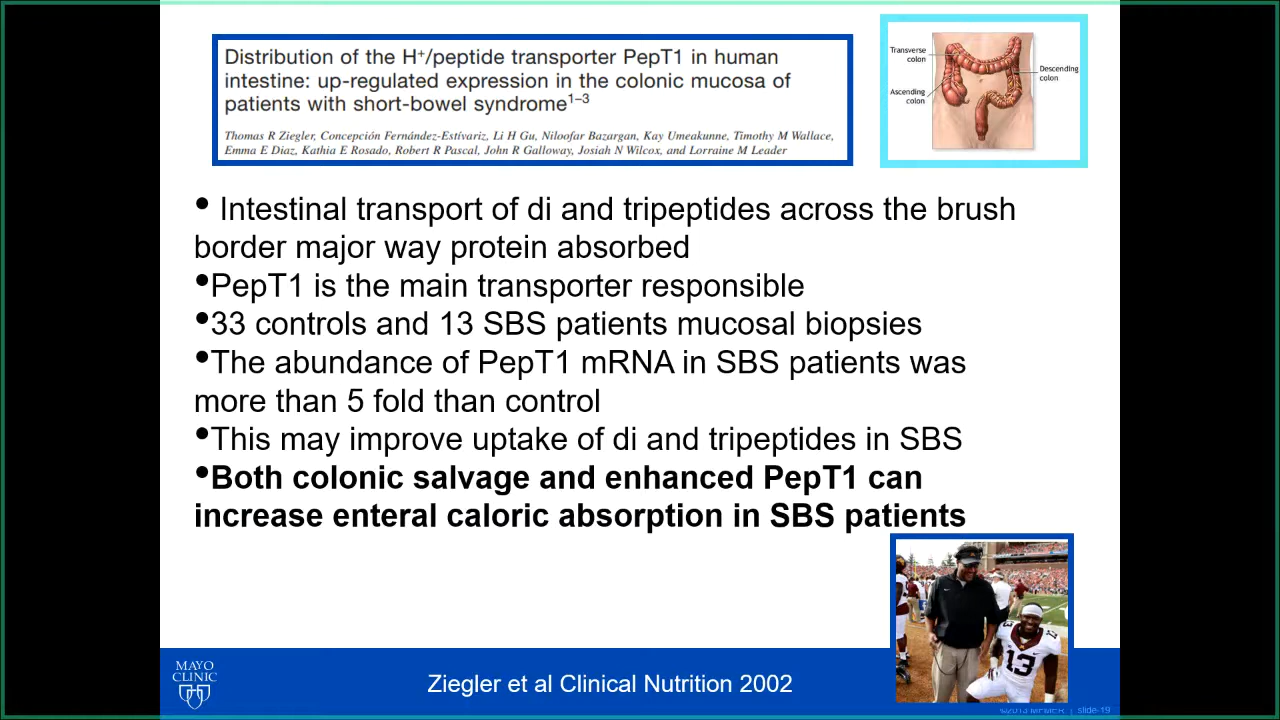 Distribution of the H⁺/peptide transporter PepT1 in human
intestine: up-regulated expression in the colonic mucosa of
patients with short-bowel syndrome¹⁻³
Thomas R Ziegler, Concepción Fernández-Estívariz, Li H Gu, Niloofar Bazargan, Kay Umeakunne, Timothy M Wallace,
Emma E Diaz, Kathia E Rosado, Robert R Pascal, John R Galloway, Josiah N Wilcox, and Lorraine M Leader
Transverse
colon
Descending
colon
Ascending
colon
• Intestinal transport of di and tripeptides across the brush
border major way protein absorbed
•PepT1 is the main transporter responsible
•33 controls and 13 SBS patients mucosal biopsies
•The abundance of PepT1 mRNA in SBS patients was
more than 5 fold than control
•This may improve uptake of di and tripeptides in SBS
•Both colonic salvage and enhanced PepT1 can
increase enteral caloric absorption in SBS patients
13
MAYO
CLINIC
Ziegler et al Clinical Nutrition 2002
©2013 MFMER | slide-19